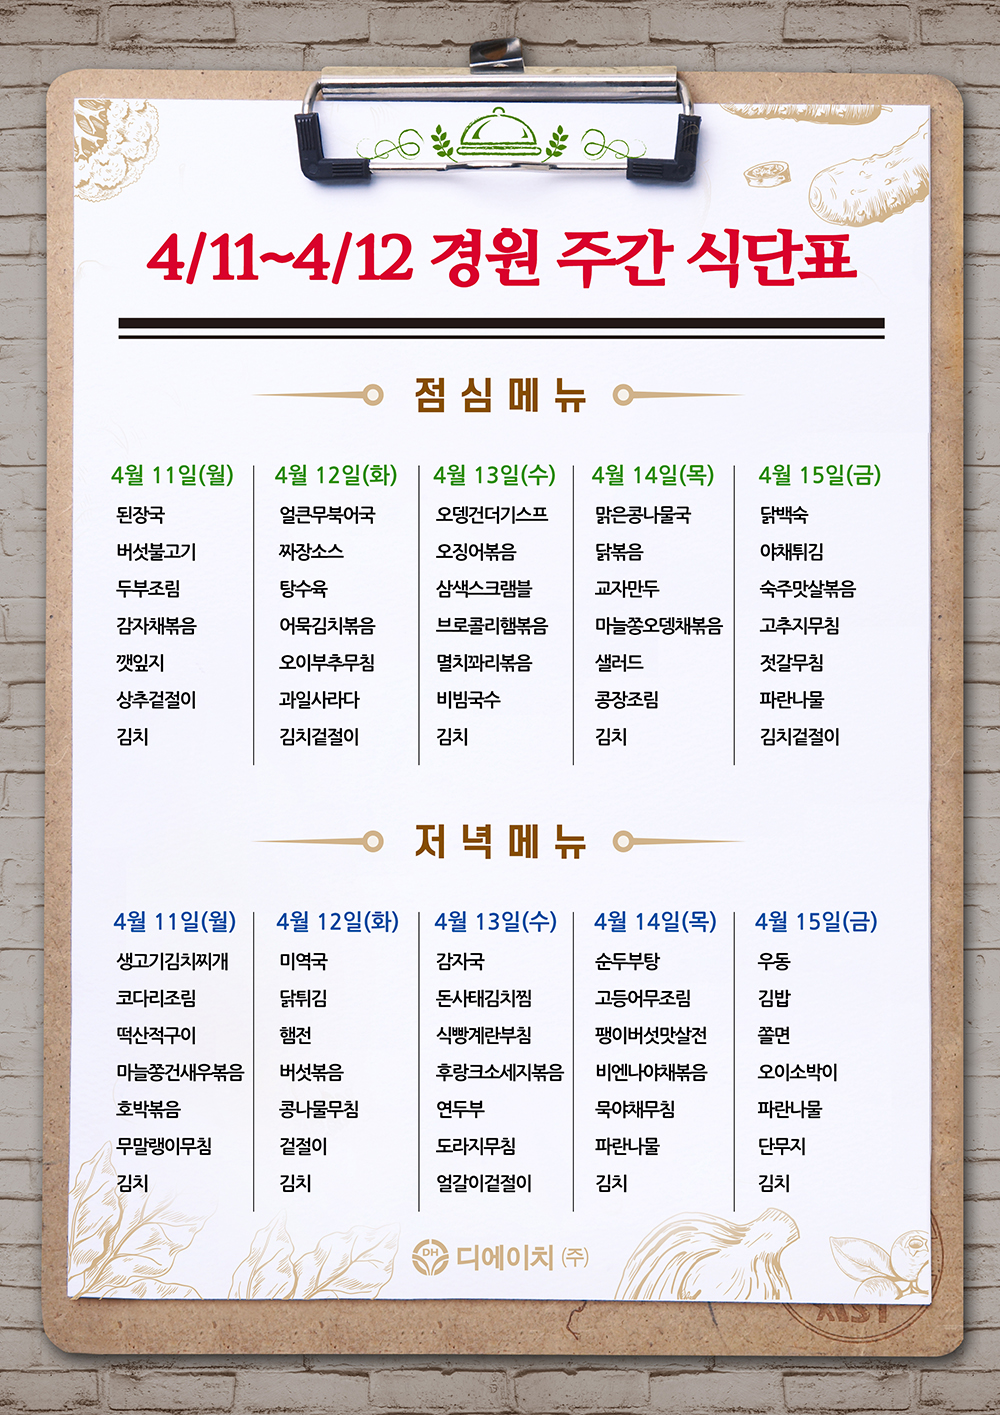 4/11~4/12 경원 주간 식단표
점심메뉴
4월 11일(월)
된장국
버섯불고기
두부조림
감자채볶음
깻잎지
상추겉절이
김치
4월 12일(화)
얼큰무북어국
짜장소스
탕수육
어묵김치볶음
오이부추무침
과일사라다
김치겉절이
4월 13일(수)
오뎅건더기스프
오징어볶음
삼색스크램블
브로콜리햄볶음
멸치꽈리볶음
비빔국수
김치
4월 14일(목)
맑은콩나물국
닭볶음
교자만두
마늘쫑오뎅채볶음
샐러드
콩장조림
김치
4월 15일(금)
닭백숙
야채튀김
숙주맛살볶음
고추지무침
젓갈무침
파란나물
김치겉절이
저녁메뉴
4월 11일(월)
생고기김치찌개
코다리조림
떡산적구이
마늘쫑건새우볶음
호박볶음
무말랭이무침
김치
4월 12일(화)
미역국
닭튀김
햄전
버섯볶음
콩나물무침
겉절이
김치
4월 13일(수)
감자국
돈사태김치찜
식빵계란부침
후랑크소세지볶음
연두부
도라지무침
얼갈이겉절이
4월 14일(목)
순두부탕
고등어무조림
팽이버섯맛살전
비엔나야채볶음
묵야채무침
파란나물
김치
4월 15일(금)
우동
김밥
쫄면
오이소박이
파란나물
단무지
김치
DH 디에이치 (주)